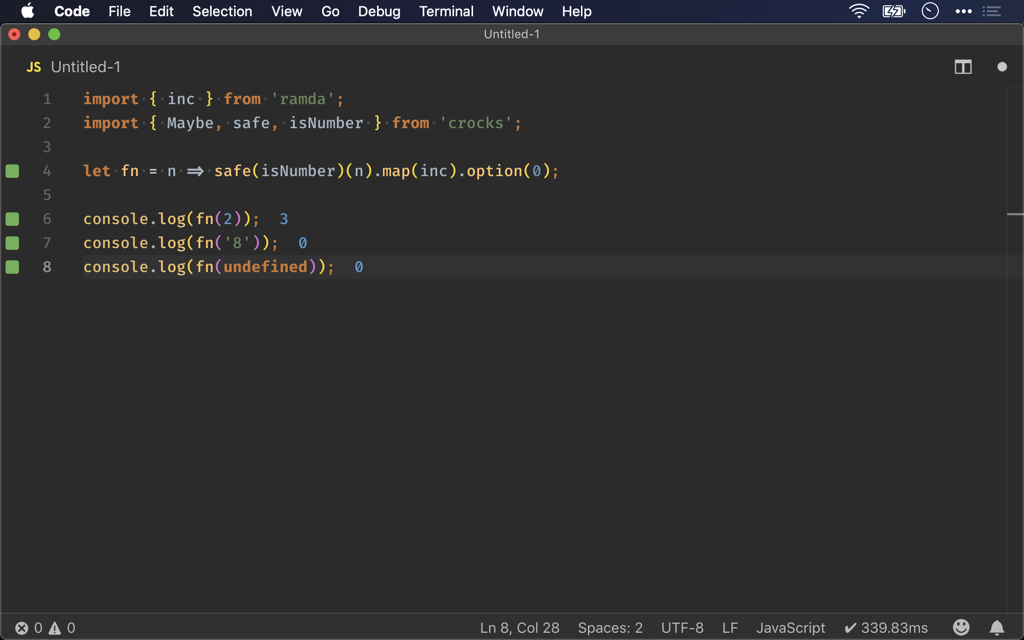 Code File Edit Selection View Go Debug Terminal Window Help
Untitled-1
JS Untitled-1
1 import { inc } from 'ramda';
2 import { Maybe, safe, isNumber } from 'crocks';
3
4 let fn = n => safe(isNumber)(n).map(inc).option(0);
5
6 console.log(fn(2)); 3
7 console.log(fn('8')); 0
8 console.log(fn(undefined)); 0
0 0 Ln 8, Col 28 Spaces: 2 UTF-8 LF JavaScript ✔ 339.83ms